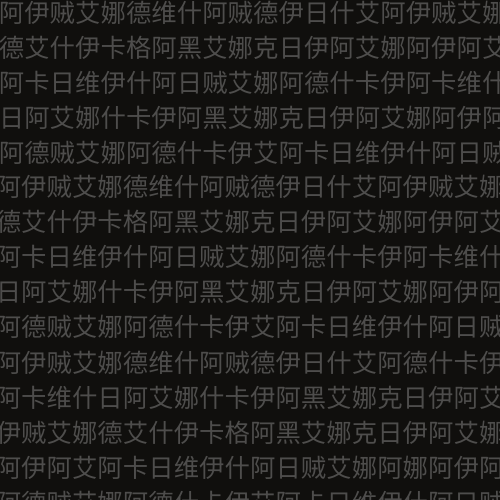 阿伊贼艾娜德维什阿贼德伊日什艾阿伊贼艾娜
德艾什伊卡格阿黑艾娜克日伊阿艾娜阿伊阿艾
阿卡日维伊什阿日贼艾娜阿德什卡伊阿卡维什
日阿艾娜什卡伊阿黑艾娜克日伊阿艾娜阿伊阿
阿德贼艾娜阿德什卡伊艾阿卡日维伊什阿日贼
阿伊贼艾娜德维什阿贼德伊日什艾阿伊贼艾娜
德艾什伊卡格阿黑艾娜克日伊阿艾娜阿伊阿艾
阿卡日维伊什阿日贼艾娜阿德什卡伊阿卡维什
日阿艾娜什卡伊阿黑艾娜克日伊阿艾娜阿伊阿
阿德贼艾娜阿德什卡伊艾阿卡日维伊什阿日贼
阿伊贼艾娜德维什阿贼德伊日什艾阿德什卡伊
阿卡维什日阿艾娜什卡伊阿黑艾娜克日伊阿艾
伊贼艾娜德艾什伊卡格阿黑艾娜克日伊阿艾娜
阿伊阿艾阿卡日维伊什阿日贼艾娜阿娜阿伊阿